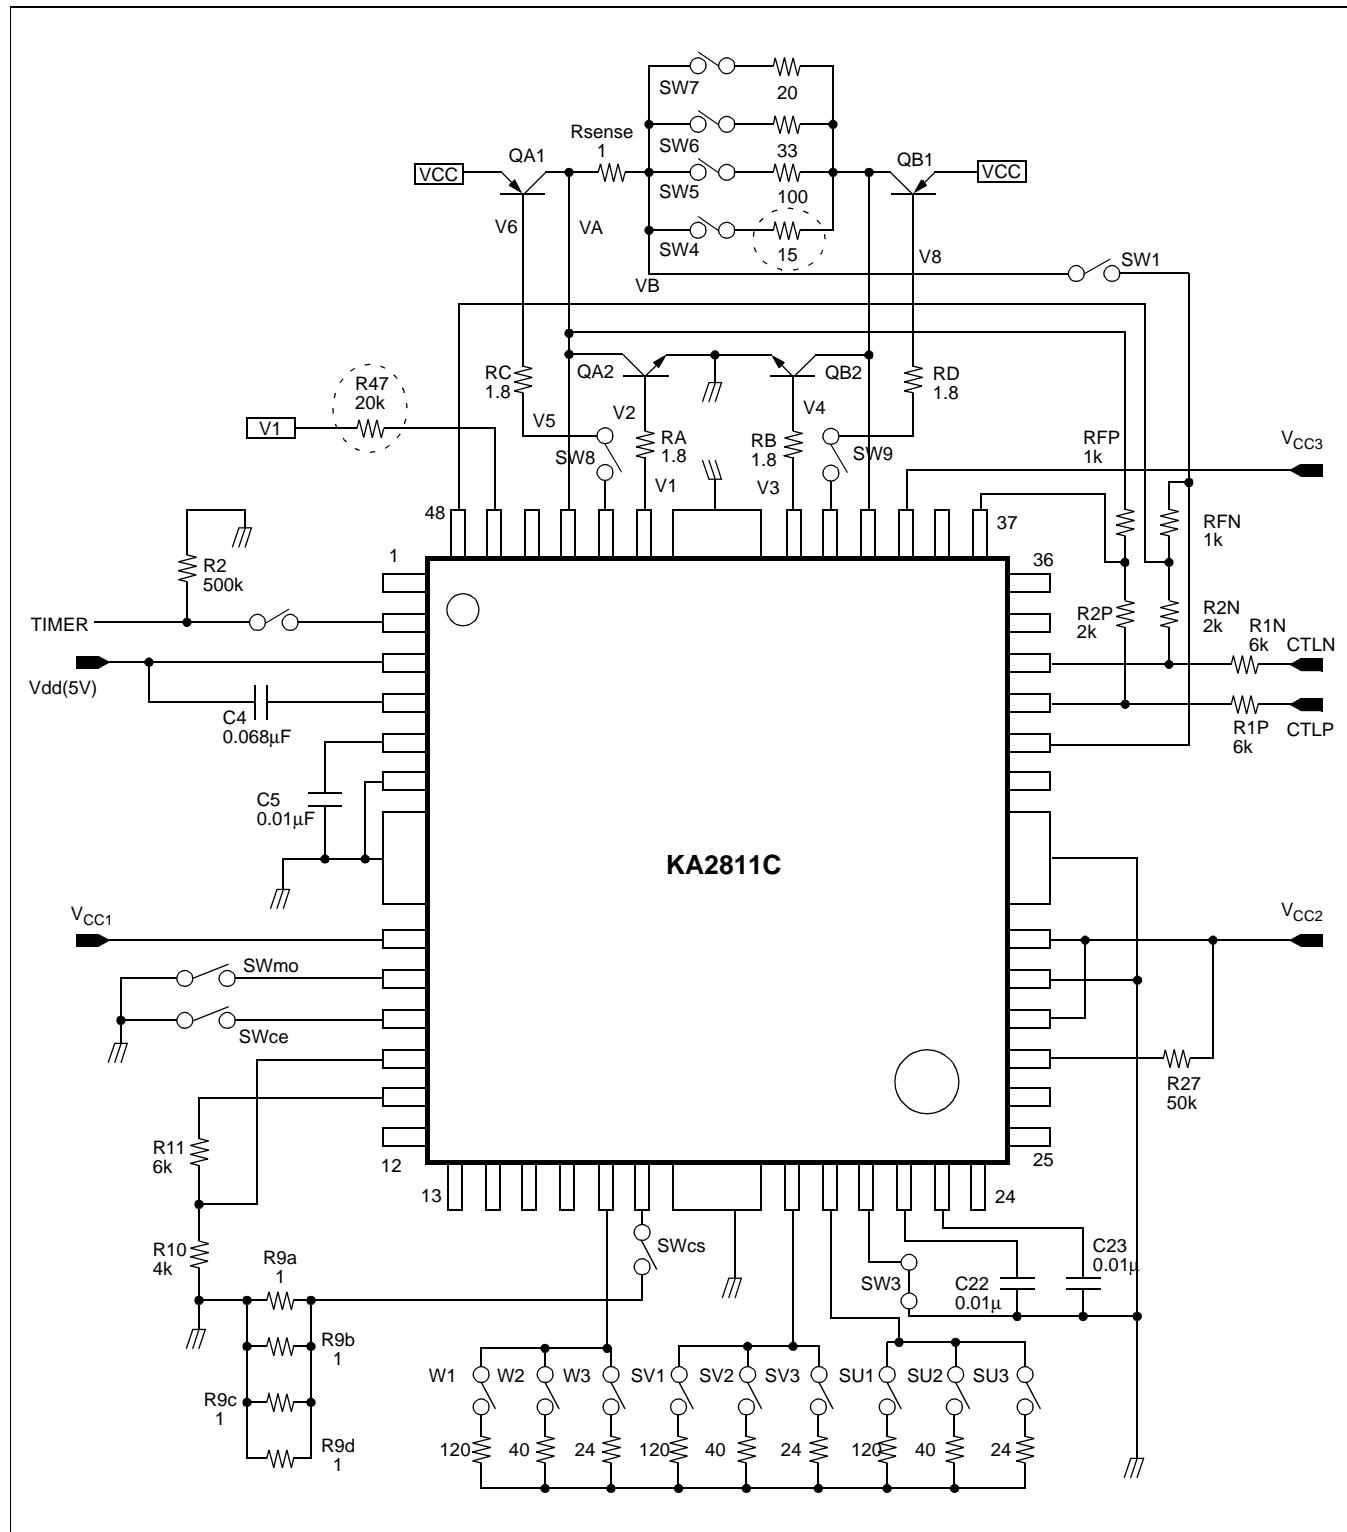 SW7
20
Rsense
1
SW6
33
QA1
QB1
VCC
VCC
SW5
100
V6
VA
SW4
15
V8
SW1
VB
RC
1.8
QA2
QB2
RD
1.8
R47
20k
V1
V5
V2
V4
SW8
RA
1.8
RB
1.8
SW9
RFP
1k
VCC3
V1
V3
48
37
RFN
1k
1
36
R2
500k
TIMER
R2P
2k
R2N
2k
R1N
6k
CTLN
Vdd(5V)
C4
0.068μF
R1P
6k
CTLP
C5
0.01μF
KA2811C
VCC1
VCC2
SWmo
SWce
R27
50k
R11
6k
12
25
13
24
R10
4k
R9a
1
SWcs
SW3
C22
0.01μ
C23
0.01μ
R9b
1
W1
W2
W3
SV1
SV2
SV3
SU1
SU2
SU3
R9c
1
R9d
1
120
40
24
120
40
24
120
40
24